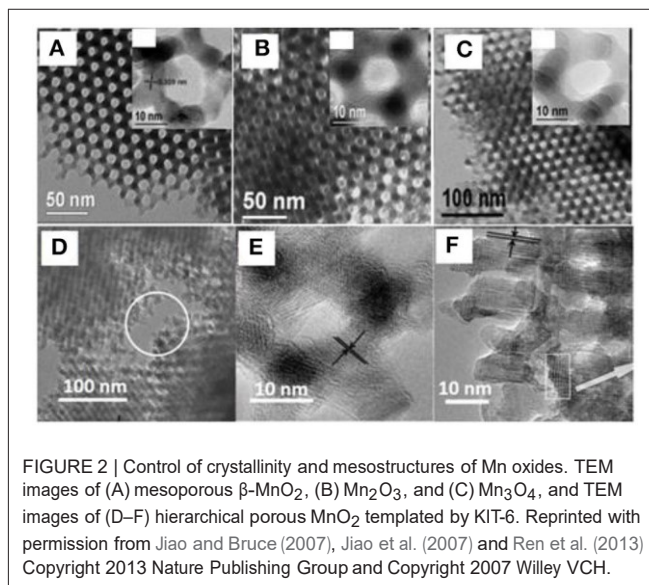 A
B
C
10 nm
10 nm
10 nm
50 nm
50 nm
100 nm
D
E
F
100 nm
10 nm
10 nm
FIGURE 2 | Control of crystallinity and mesostructures of Mn oxides. TEM
images of (A) mesoporous β-MnO₂, (B) Mn₂O₃, and (C) Mn₃O₄, and TEM
images of (D–F) hierarchical porous MnO₂ templated by KIT-6. Reprinted with
permission from Jiao and Bruce (2007), Jiao et al. (2007) and Ren et al. (2013)
Copyright 2013 Nature Publishing Group and Copyright 2007 Willey VCH.